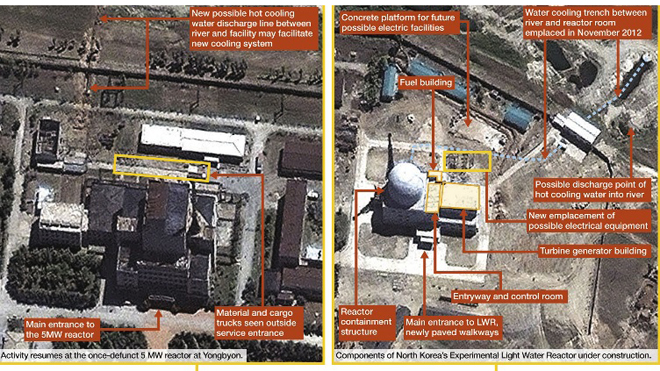 New possible hot cooling
water discharge line between
river and facility may facilitate
new cooling system
Material and cargo
trucks seen outside
service entrance
Main entrance to
the 5MW reactor
Activity resumes at the once-defunct 5 MW reactor at Yongbyon.
Concrete platform for future
possible electric facilities
Water cooling trench between
river and reactor room
emplaced in November 2012
Fuel building
Possible discharge point of
hot cooling water into river
New emplacement of
possible electrical equipment
Turbine generator building
Entryway and control room
Reactor
containment
structure
Main entrance to LWR,
newly paved walkways
Components of North Korea's Experimental Light Water Reactor under construction.